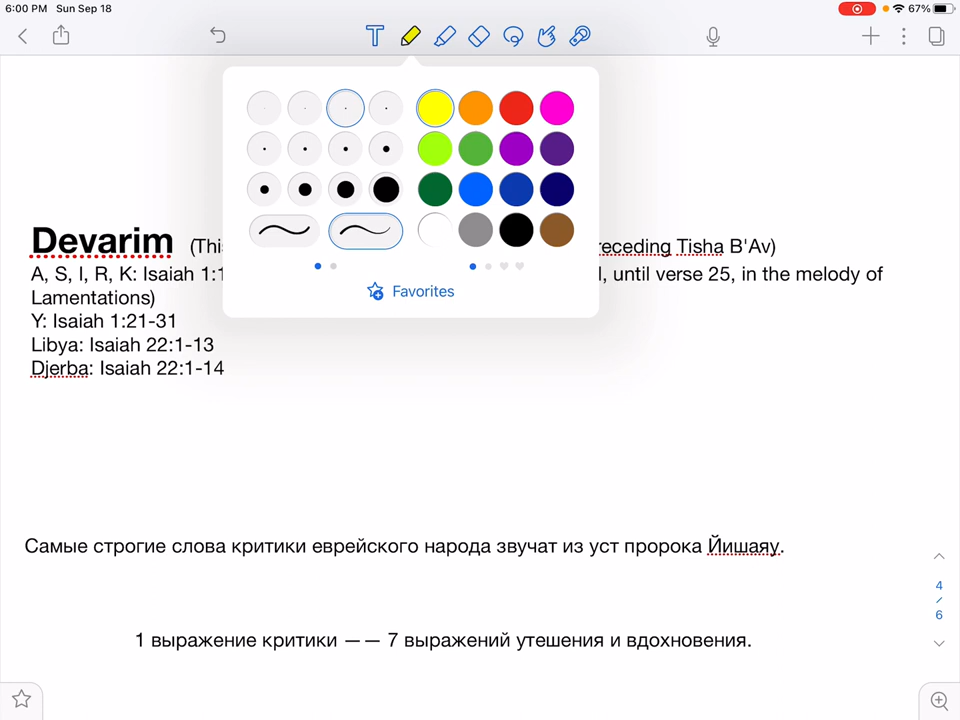 6:00 PM Sun Sep 18
67%
T
Favorites
Devarim (This receding Tisha B'Av)
A, S, I, R, K: Isaiah 1:1 , until verse 25, in the melody of
Lamentations)
Y: Isaiah 1:21-31
Libya: Isaiah 22:1-13
Djerba: Isaiah 22:1-14
Самые строгие слова критики еврейского народа звучат из уст пророка Йишаяу.
4
/
6
1 выражение критики — — 7 выражений утешения и вдохновения.